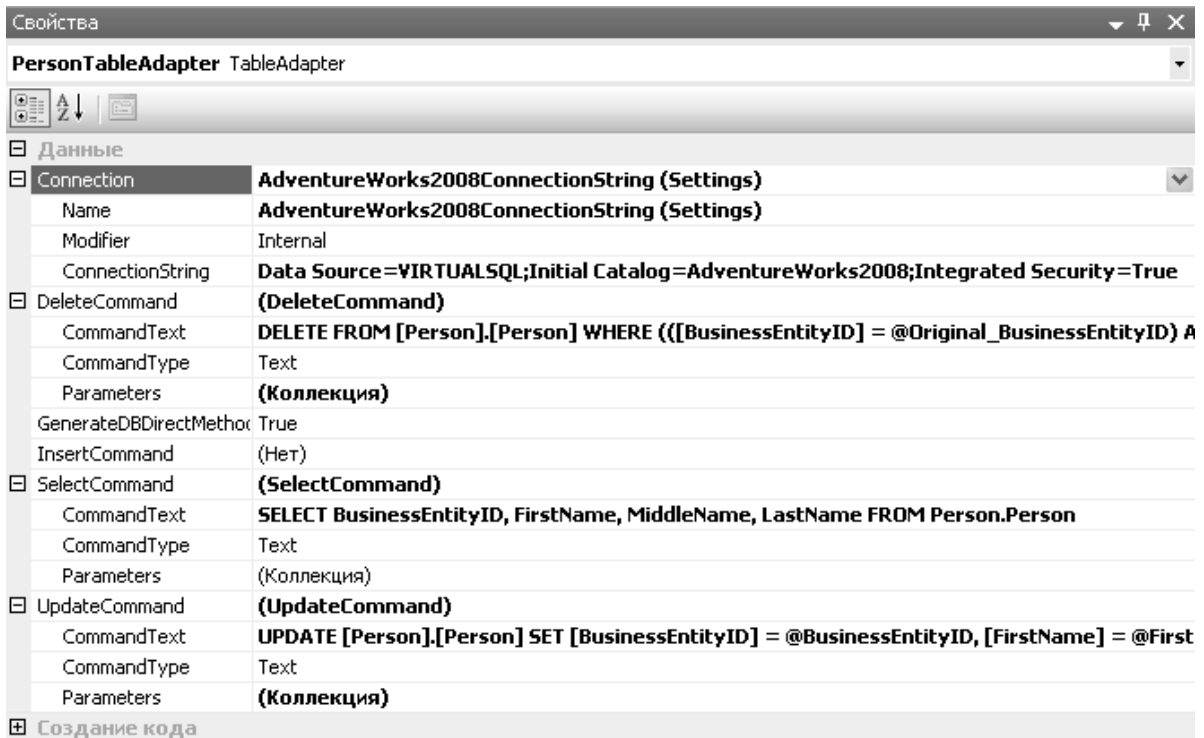 Свойства
PersonTableAdapter TableAdapter
Данные
Connection AdventureWorks2008ConnectionString (Settings)
Name AdventureWorks2008ConnectionString (Settings)
Modifier Internal
ConnectionString Data Source=VIRTUALSQL;Initial Catalog=AdventureWorks2008;Integrated Security=True
DeleteCommand (DeleteCommand)
CommandText DELETE FROM [Person].[Person] WHERE (([BusinessEntityID] = @Original_BusinessEntityID) A
CommandType Text
Parameters (Коллекция)
GenerateDBDirectMethod True
InsertCommand (Нет)
SelectCommand (SelectCommand)
CommandText SELECT BusinessEntityID, FirstName, MiddleName, LastName FROM Person.Person
CommandType Text
Parameters (Коллекция)
UpdateCommand (UpdateCommand)
CommandText UPDATE [Person].[Person] SET [BusinessEntityID] = @BusinessEntityID, [FirstName] = @First
CommandType Text
Parameters (Коллекция)
Создание кода